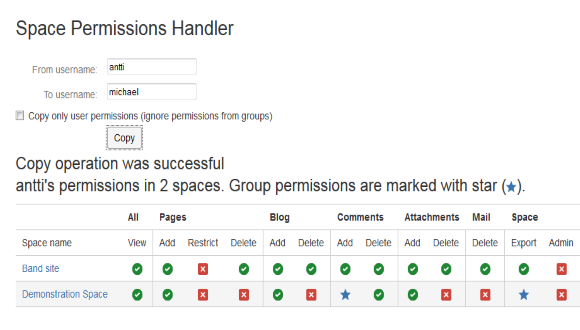 Space Permissions Handler
From username: antti
To username: michael
Copy only user permissions (ignore permissions from groups)
Copy
Copy operation was successful
antti's permissions in 2 spaces. Group permissions are marked with star (★).
All Pages Blog Comments Attachments Mail Space
Space name View Add Restrict Delete Add Delete Add Delete Add Delete Delete Export Admin
Band site
Demonstration Space